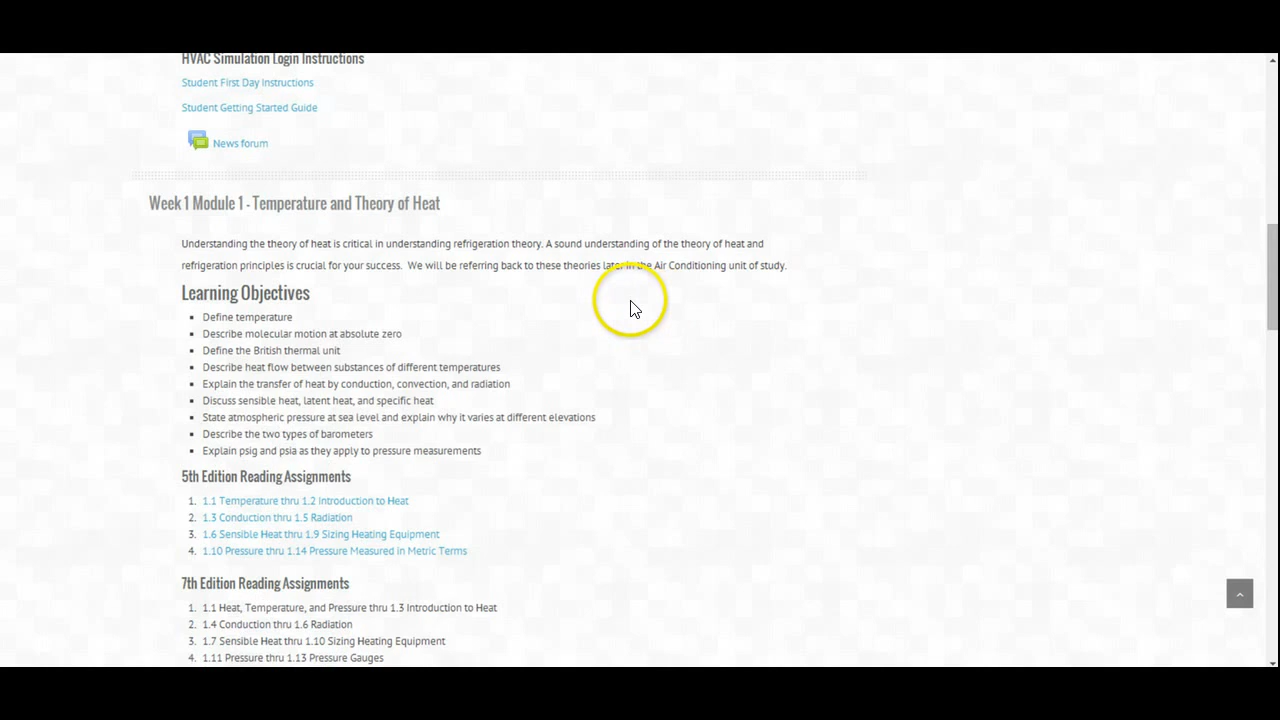 HVAC Simulation Login Instructions
Student First Day Instructions
Student Getting Started Guide
News forum
Week 1 Module 1 - Temperature and Theory of Heat
Understanding the theory of heat is critical in understanding refrigeration theory. A sound understanding of the theory of heat and
refrigeration principles is crucial for your success.  We will be referring back to these theories later in the Air Conditioning unit of study.
Learning Objectives
▪ Define temperature
▪ Describe molecular motion at absolute zero
▪ Define the British thermal unit
▪ Describe heat flow between substances of different temperatures
▪ Explain the transfer of heat by conduction, convection, and radiation
▪ Discuss sensible heat, latent heat, and specific heat
▪ State atmospheric pressure at sea level and explain why it varies at different elevations
▪ Describe the two types of barometers
▪ Explain psig and psia as they apply to pressure measurements
5th Edition Reading Assignments
1. 1.1 Temperature thru 1.2 Introduction to Heat
2. 1.3 Conduction thru 1.5 Radiation
3. 1.6 Sensible Heat thru 1.9 Sizing Heating Equipment
4. 1.10 Pressure thru 1.14 Pressure Measured in Metric Terms
7th Edition Reading Assignments
1. 1.1 Heat, Temperature, and Pressure thru 1.3 Introduction to Heat
2. 1.4 Conduction thru 1.6 Radiation
3. 1.7 Sensible Heat thru 1.10 Sizing Heating Equipment
4. 1.11 Pressure thru 1.13 Pressure Gauges